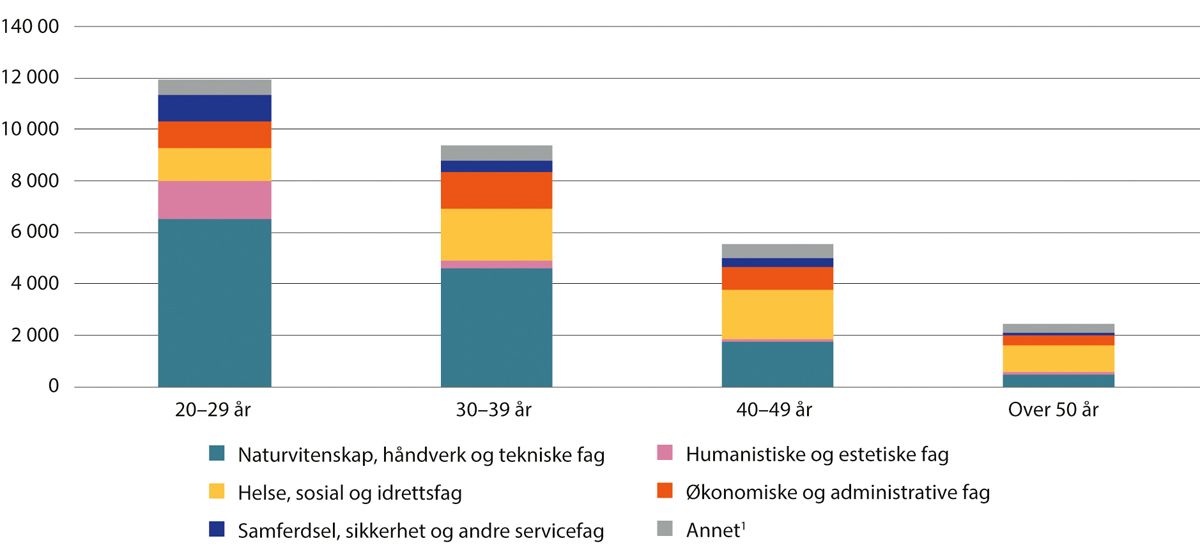 140 00
12 000
10 000
8 000
6 000
4 000
2 000
0
20–29 år 30–39 år 40–49 år Over 50 år
Naturvitenskap, håndverk og tekniske fag Humanistiske og estetiske fag
Helse, sosial og idrettsfag Økonomiske og administrative fag
Samferdsel, sikkerhet og andre servicefag Annet¹